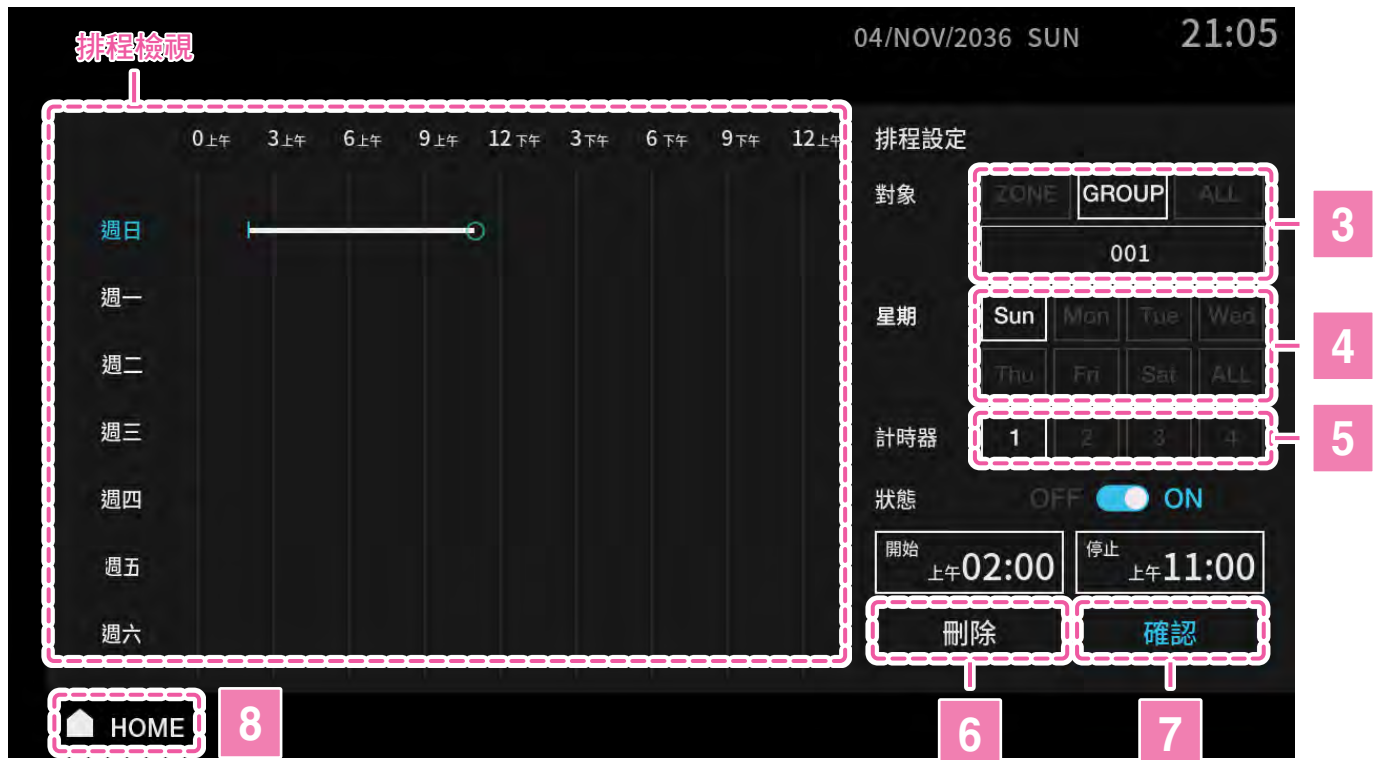 排程檢視
04/NOV/2036 SUN 21:05
0上午 3上午 6上午 9上午 12下午 3下午 6下午 9下午 12上午
週日
週一
週二
週三
週四
週五
週六
排程設定
對象 ZONE GROUP ALL
001
3
星期 Sun Mon Tue Wed
Thu Fri Sat ALL
4
計時器 1 2 3 4
5
狀態 OFF ON
開始 上午02:00 停止 上午11:00
刪除 確認
6 7
HOME 8